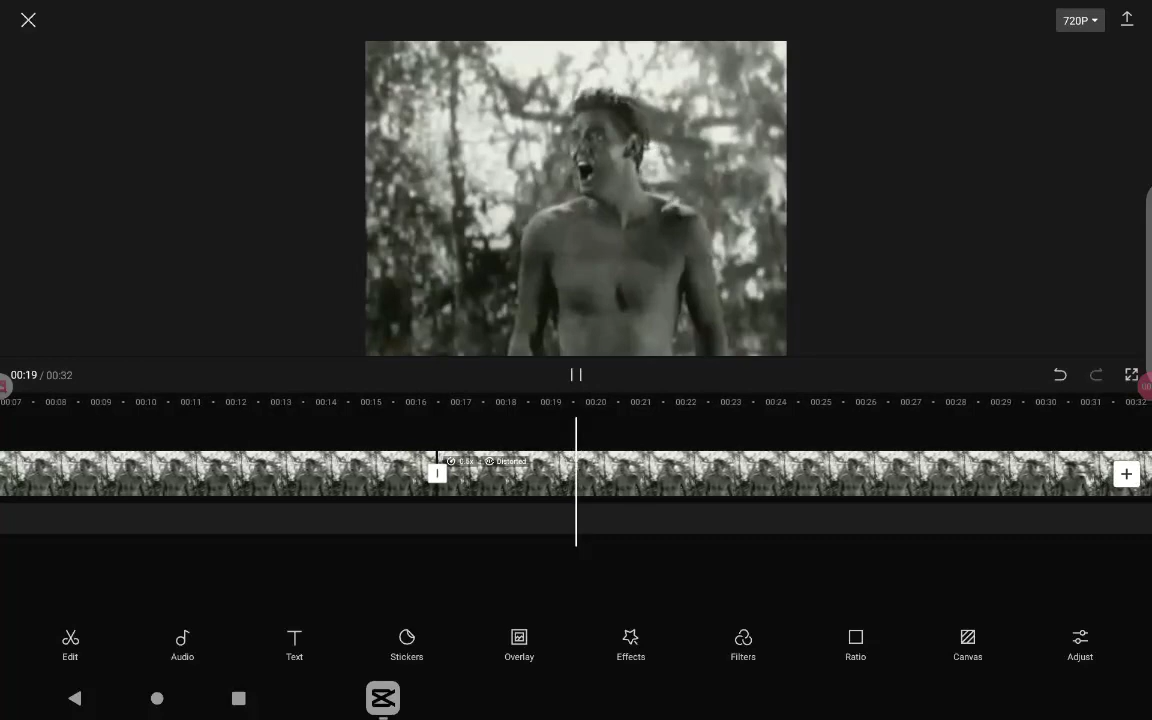 720P
00:19 / 00:32
00:07 00:08 00:09 00:10 00:11 00:12 00:13 00:14 00:15 00:16 00:17 00:18 00:19 00:20 00:21 00:22 00:23 00:24 00:25 00:26 00:27 00:28 00:29 00:30 00:31 00:32
Distorted
Edit Audio Text Stickers Overlay Effects Filters Ratio Canvas Adjust